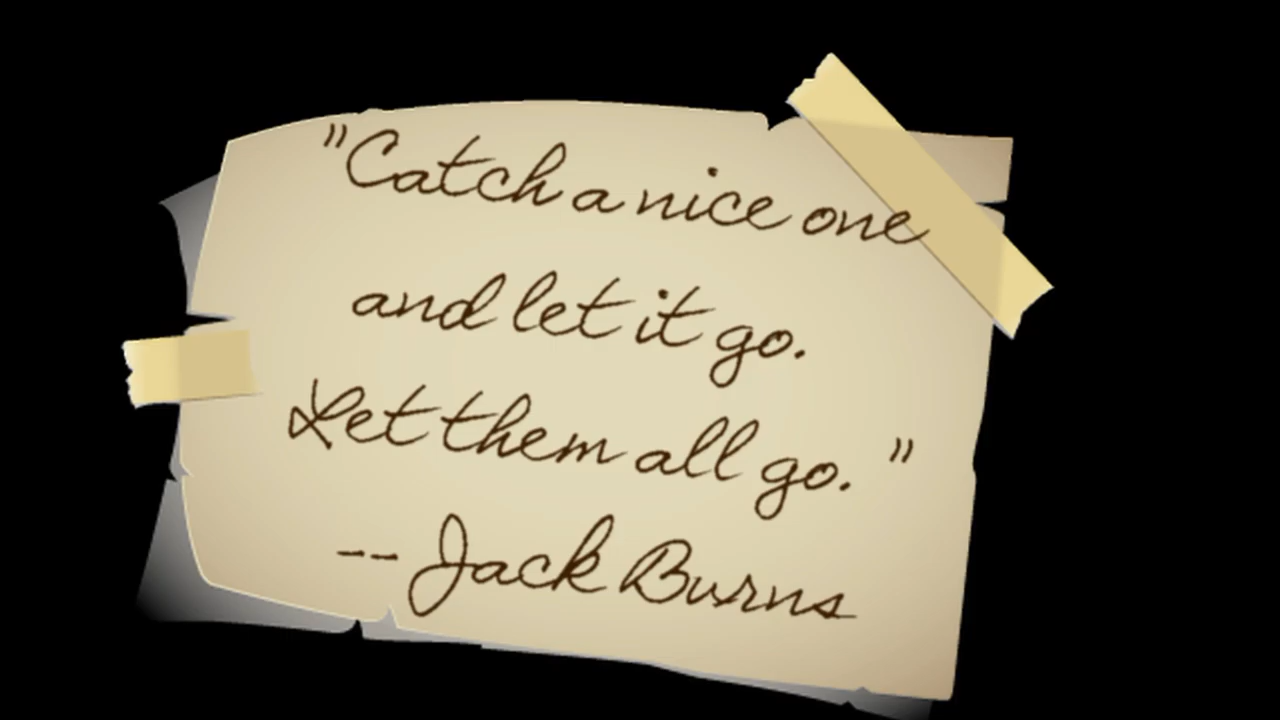 "Catch a nice one
and let it go.
Let them all go. "
-- Jack Burns